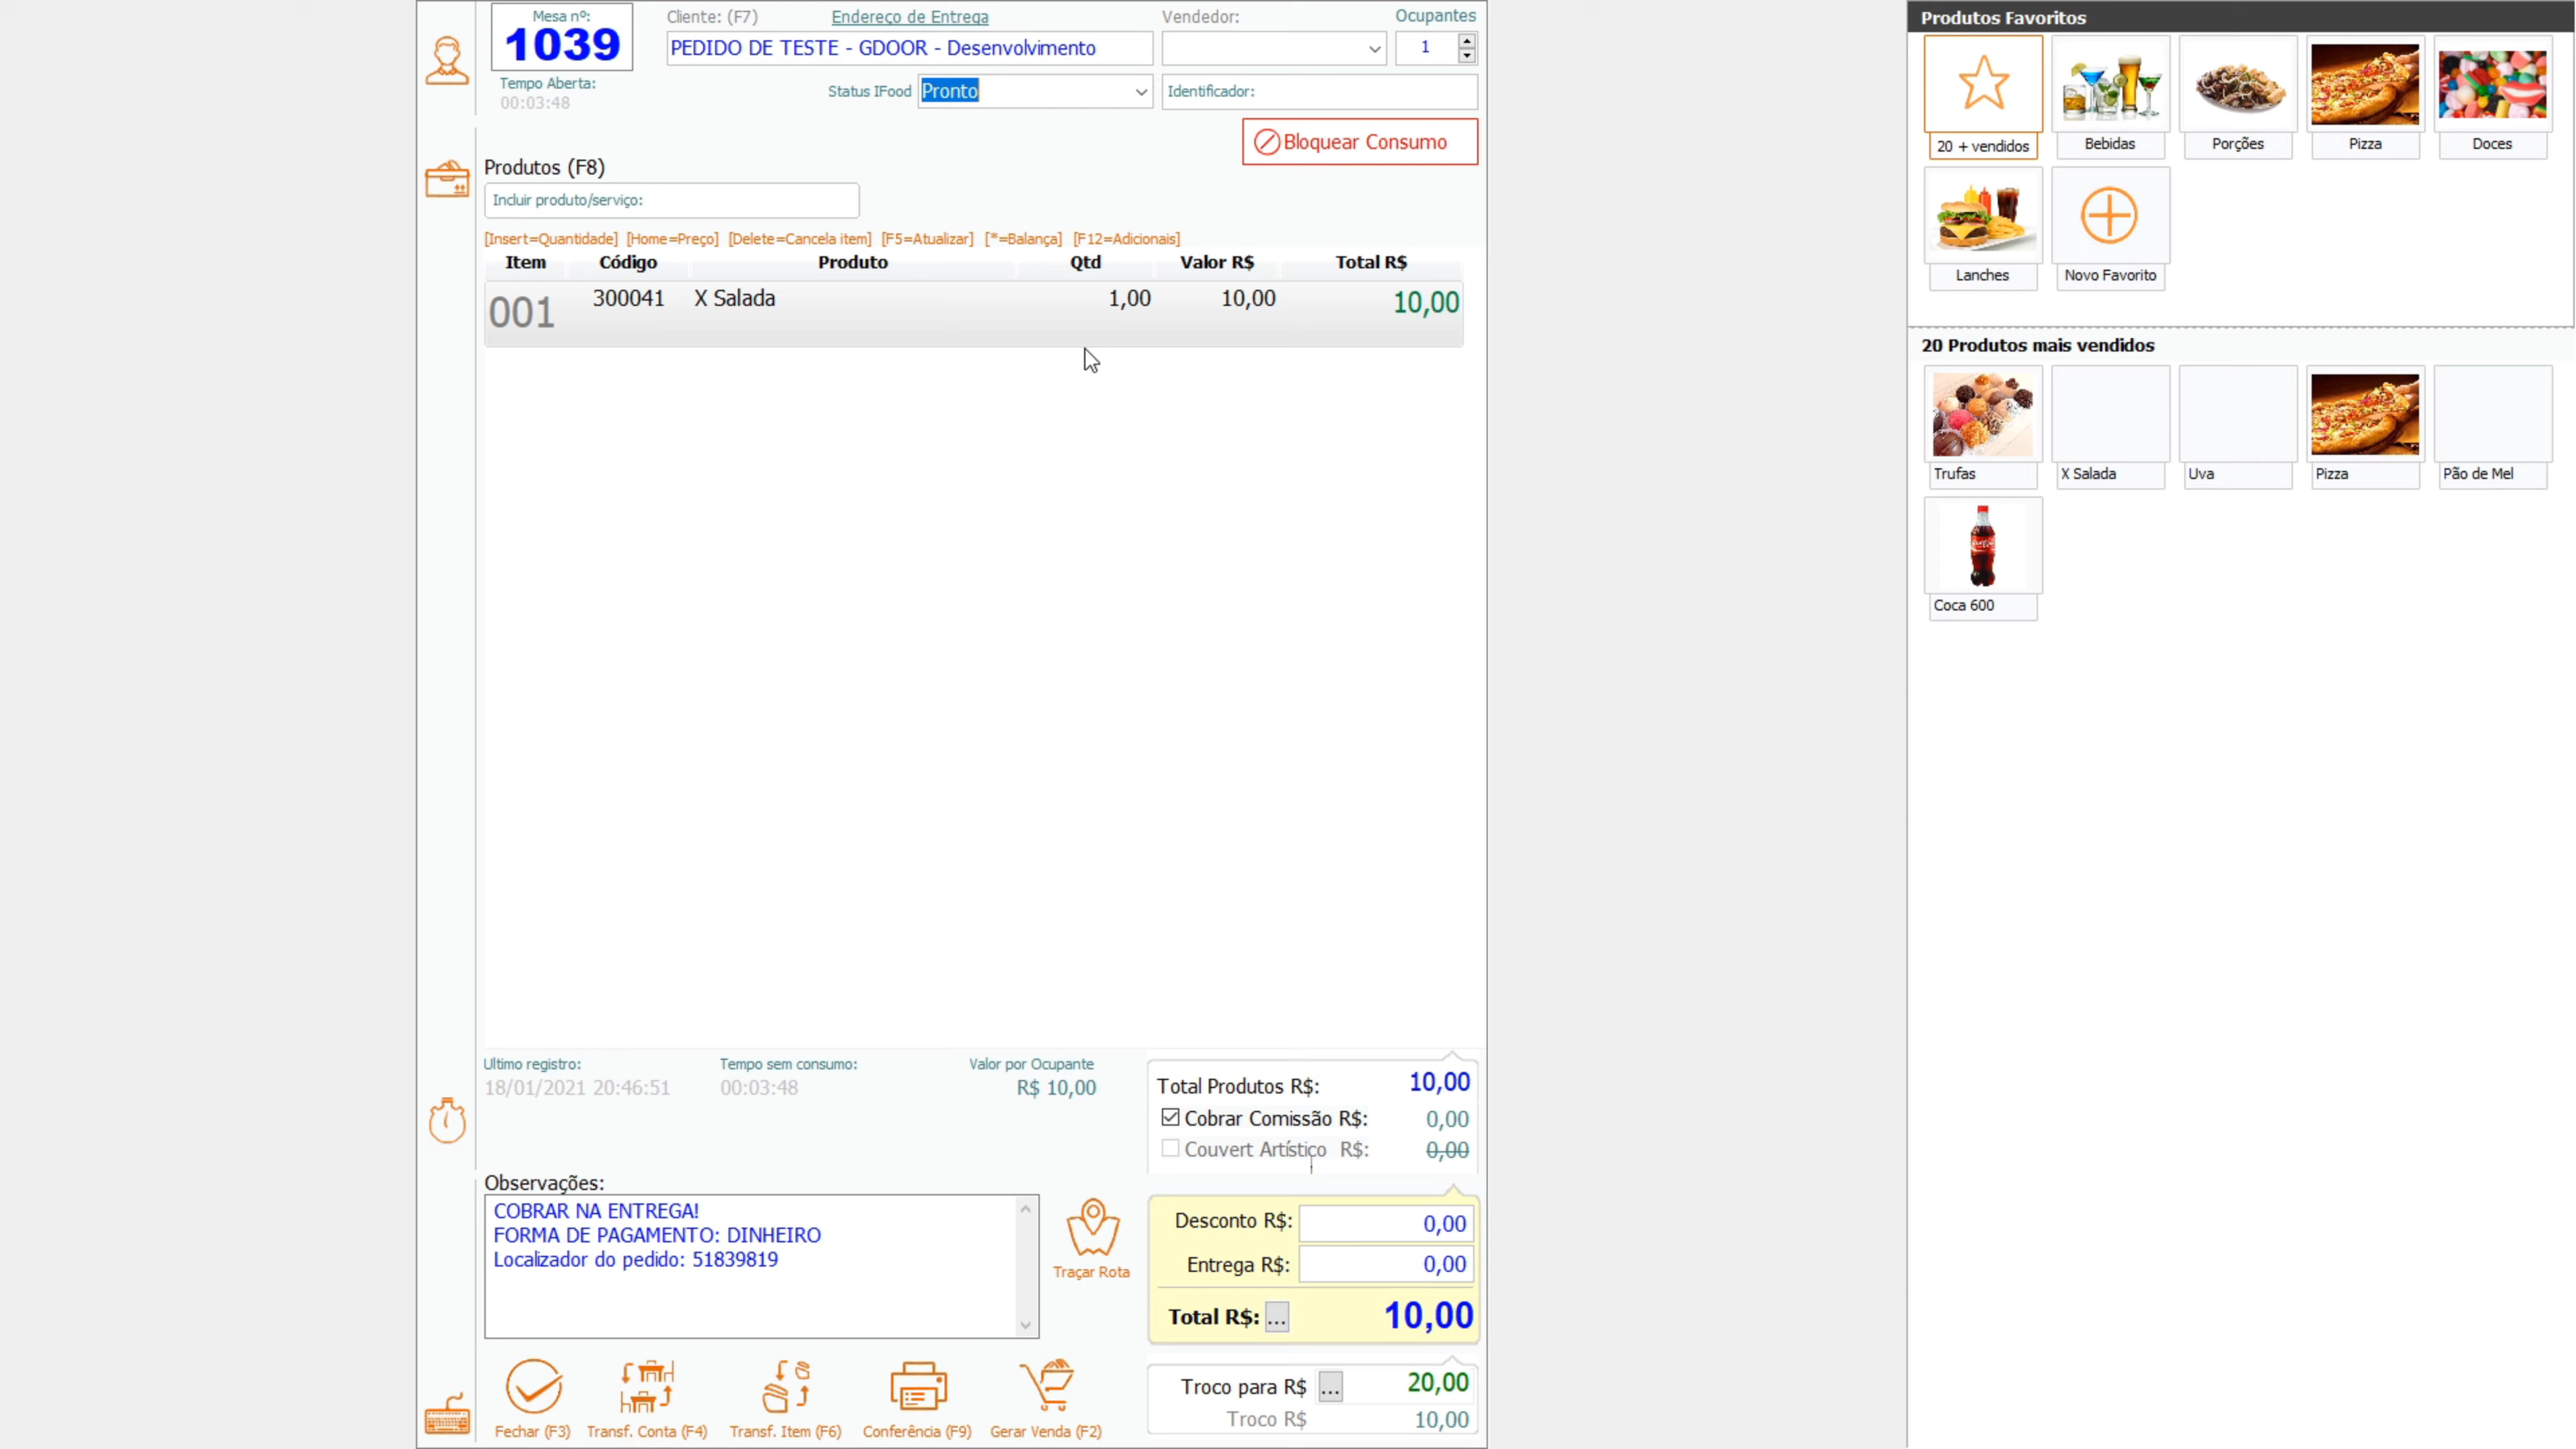 Mesa nº:
1039
Tempo Aberta:
00:03:48
Cliente: (F7)
Endereço de Entrega
PEDIDO DE TESTE - GDOOR - Desenvolvimento
Vendedor:
Ocupantes
1
Status IFood
Pronto
Identificador:
Bloquear Consumo
Produtos (F8)
Incluir produto/serviço:
[Insert=Quantidade] [Home=Preço] [Delete=Cancela item] [F5=Atualizar] [*=Balança] [F12=Adicionais]
Item Código Produto Qtd Valor R$ Total R$
001 300041 X Salada 1,00 10,00 10,00
Ultimo registro:
18/01/2021 20:46:51
Tempo sem consumo:
00:03:48
Valor por Ocupante
R$ 10,00
Total Produtos R$: 10,00
Cobrar Comissão R$: 0,00
Couvert Artístico R$: 0,00
Observações:
COBRAR NA ENTREGA!
FORMA DE PAGAMENTO: DINHEIRO
Localizador do pedido: 51839819
Traçar Rota
Desconto R$: 0,00
Entrega R$: 0,00
Total R$: ... 10,00
Troco para R$ ... 20,00
Troco R$ 10,00
Fechar (F3)
Transf. Conta (F4)
Transf. Item (F6)
Conferência (F9)
Gerar Venda (F2)
Produtos Favoritos
20 + vendidos
Bebidas
Porções
Pizza
Doces
Lanches
Novo Favorito
20 Produtos mais vendidos
Trufas
X Salada
Uva
Pizza
Pão de Mel
Coca 600